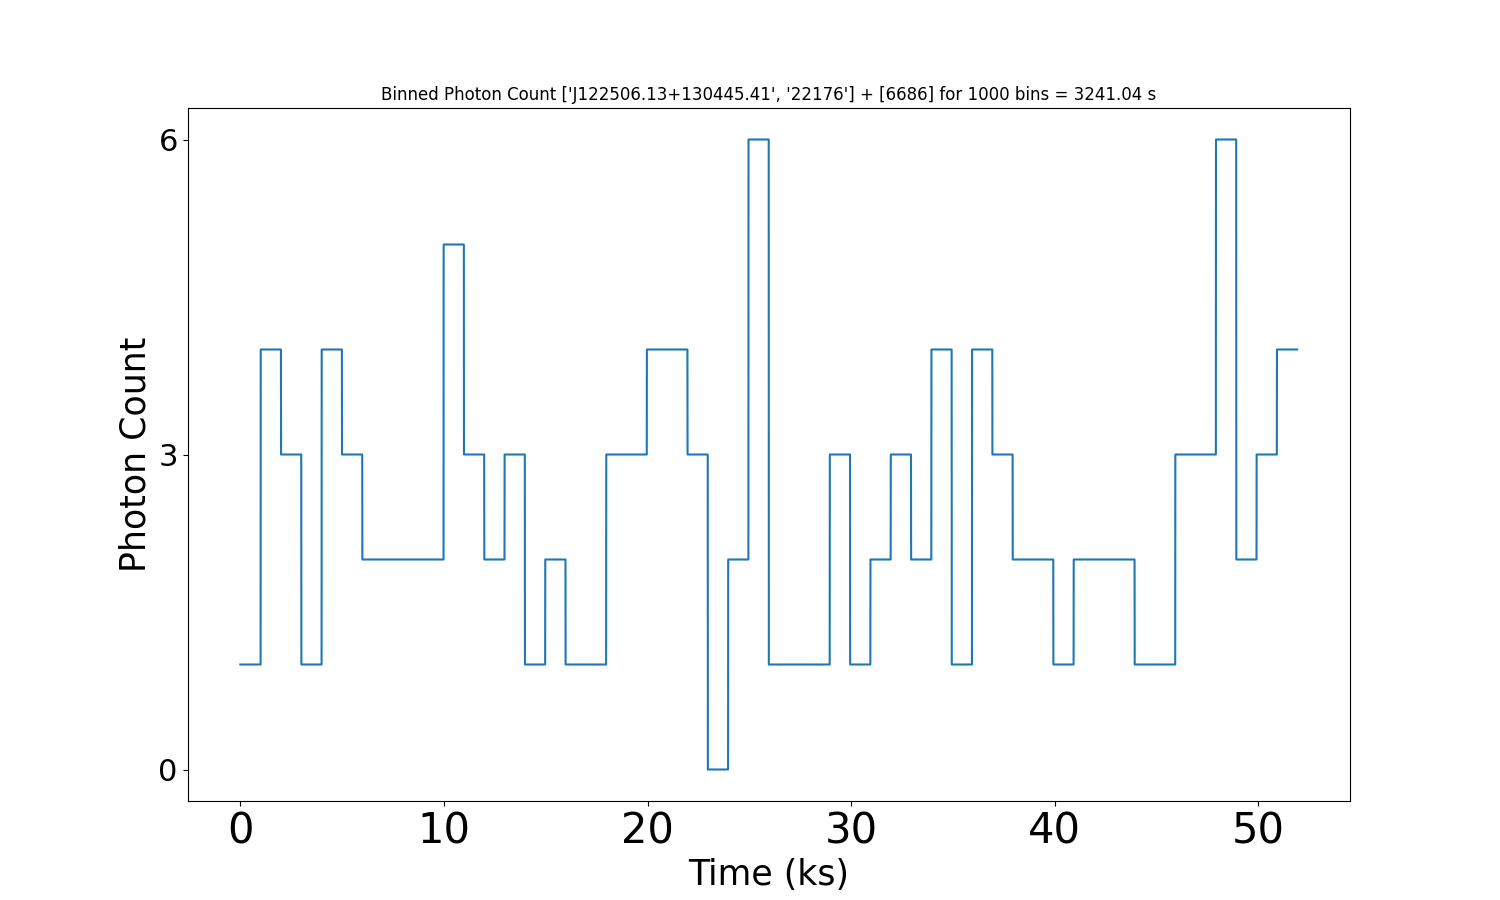 Binned Photon Count ['J122506.13+130445.41', '22176'] + [6686] for 1000 bins = 3241.04 s
6
3
0
Photon Count
0 10 20 30 40 50
Time (ks)